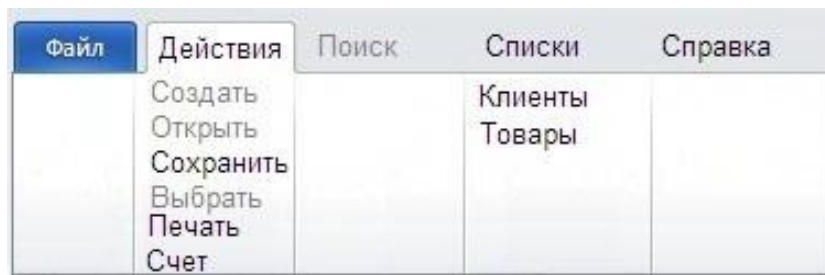 Файл Действия Поиск Списки Справка
Создать Клиенты
Открыть Товары
Сохранить
Выбрать
Печать
Счет